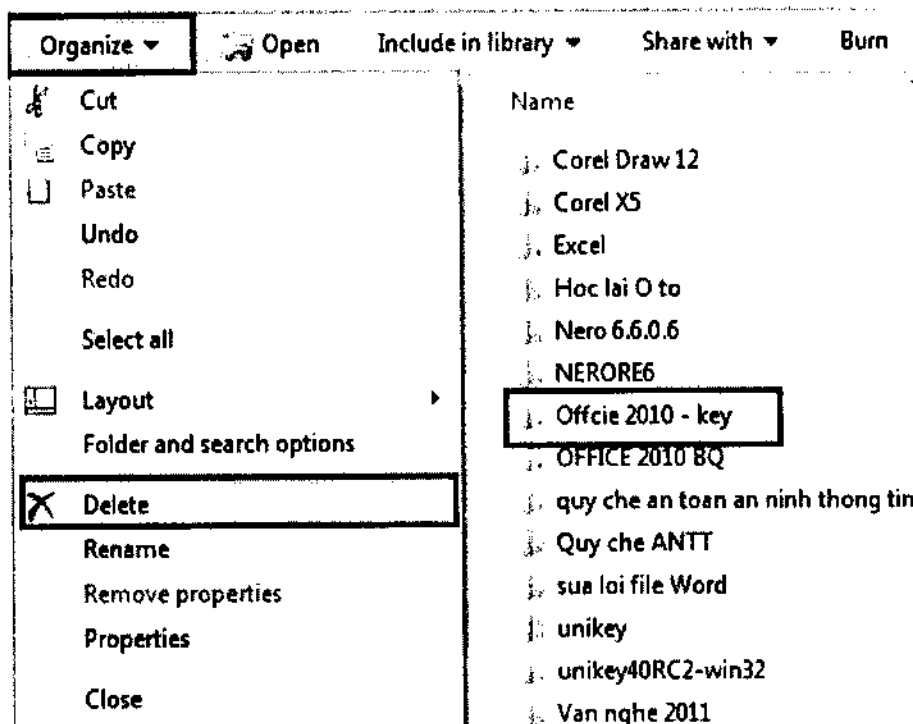 Organize Open Include in library Share with Burn
Cut
Copy
Paste
Undo
Redo
Select all
Layout
Folder and search options
Delete
Rename
Remove properties
Properties
Close
Name
Corel Draw 12
Corel X5
Excel
Hoc lai O to
Nero 6.6.0.6
NERORE6
Offcie 2010 - key
OFFICE 2010 BQ
quy che an toan an ninh thong tin
Quy che ANTT
sua loi file Word
unikey
unikey40RC2-win32
Van nghe 2011